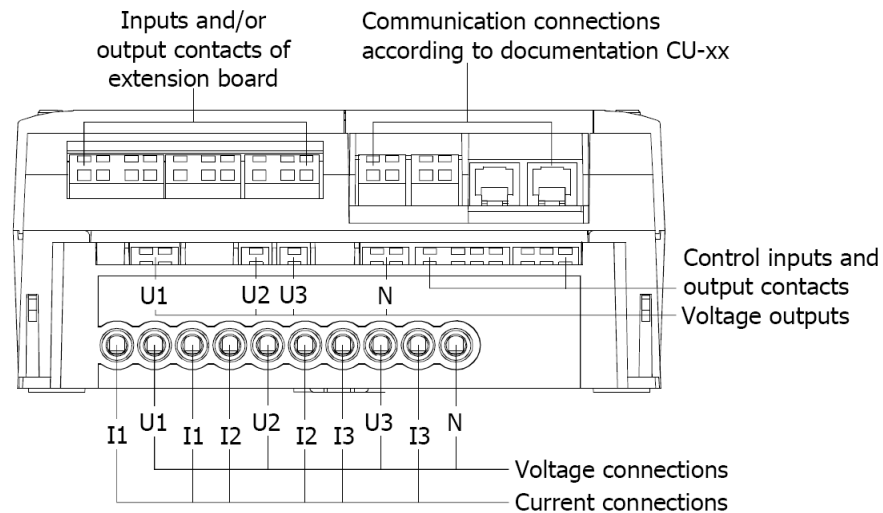 Inputs and/or
output contacts of
extension board
Communication connections
according to documentation CU-xx
Control inputs and
output contacts
Voltage outputs
U1 U2 U3 N
I1 U1 I1 I2 U2 I2 I3 U3 I3 N
Voltage connections
Current connections